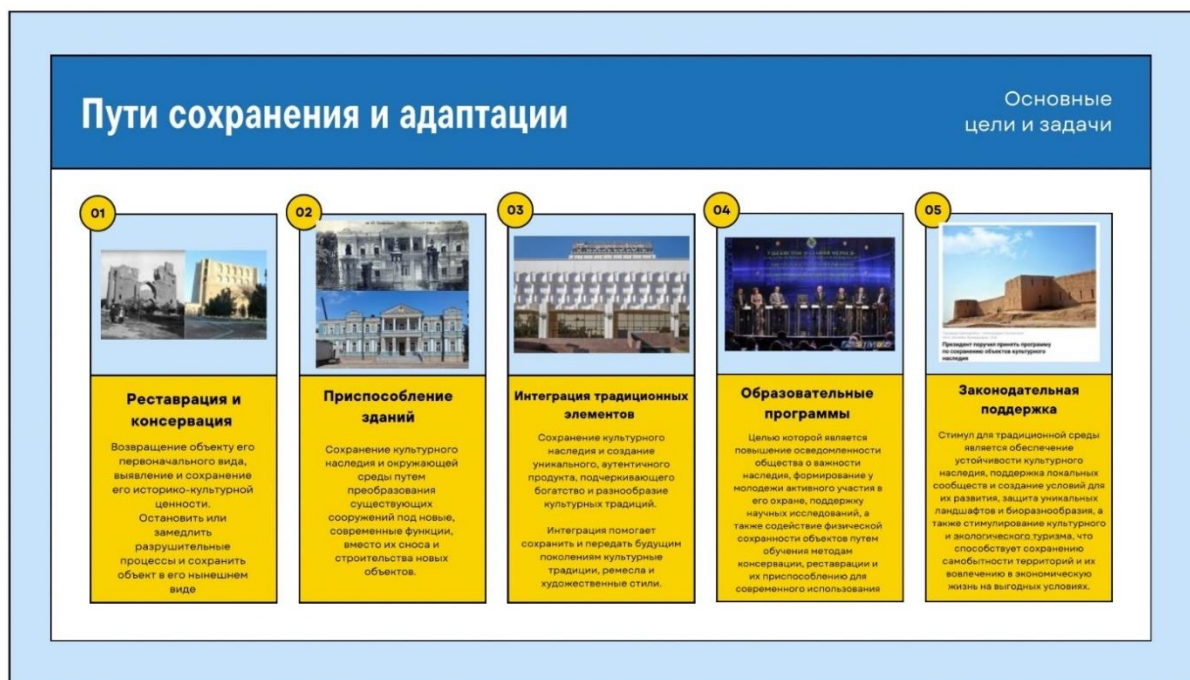 Пути сохранения и адаптации
Основные
цели и задачи
01
Реставрация и
консервация
Возвращение объекту его
первоначального вида,
выявление и сохранение
его историко-культурной
ценности.
Остановить или
замедлить
разрушительные
процессы и сохранить
объект в его нынешнем
виде
02
Приспособление
зданий
Сохранение культурного
наследия и окружающей
среды путем
преобразования
существующих
сооружений под новые,
современные функции,
вместо их сноса и
строительства новых
объектов.
03
Интеграция традиционных
элементов
Сохранение культурного
наследия и создание
уникального, аутентичного
продукта, подчеркивающего
богатство и разнообразие
культурных традиций.
Интеграция помогает
сохранить и передать будущим
поколениям культурные
традиции, ремесла и
художественные стили.
04
Образовательные
программы
Целью которой является
повышение осведомленности
общества о важности
наследия, формирование у
молодежи активного участия в
его охране, поддержку
научных исследований, а
также содействие физической
сохранности объектов путем
обучения методам
консервации, реставрации и
их приспособлению для
современного использования
05
Президент поручил принять программу
по сохранению объектов культурного
наследия
Законодательная
поддержка
Стимул для традиционной среды
является обеспечение
устойчивости культурного
наследия, поддержка локальных
сообществ и создание условий для
их развития, защита уникальных
ландшафтов и биоразнообразия, а
также стимулирование культурного
и экологического туризма, что
способствует сохранению
самобытности территорий и их
вовлечению в экономическую
жизнь на выгодных условиях.